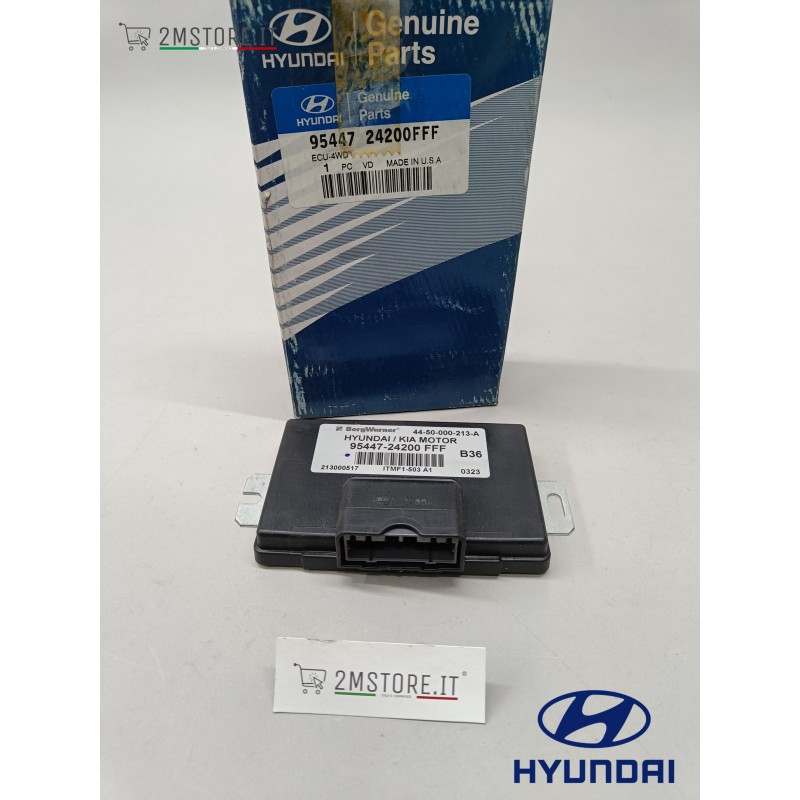 2MSTORE.IT
HYUNDAI
Genuine
Parts
HYUNDAI
Genuine
Parts
95447 24200FFF
ECU-4WD
1 PC VD MADE IN U.S.A
BorgWarner
44-50-000-213-A
HYUNDAI / KIA MOTOR
95447-24200 FFF
B36
213000517
ITMF1-503 A1
0323
2MSTORE.IT
HYUNDAI